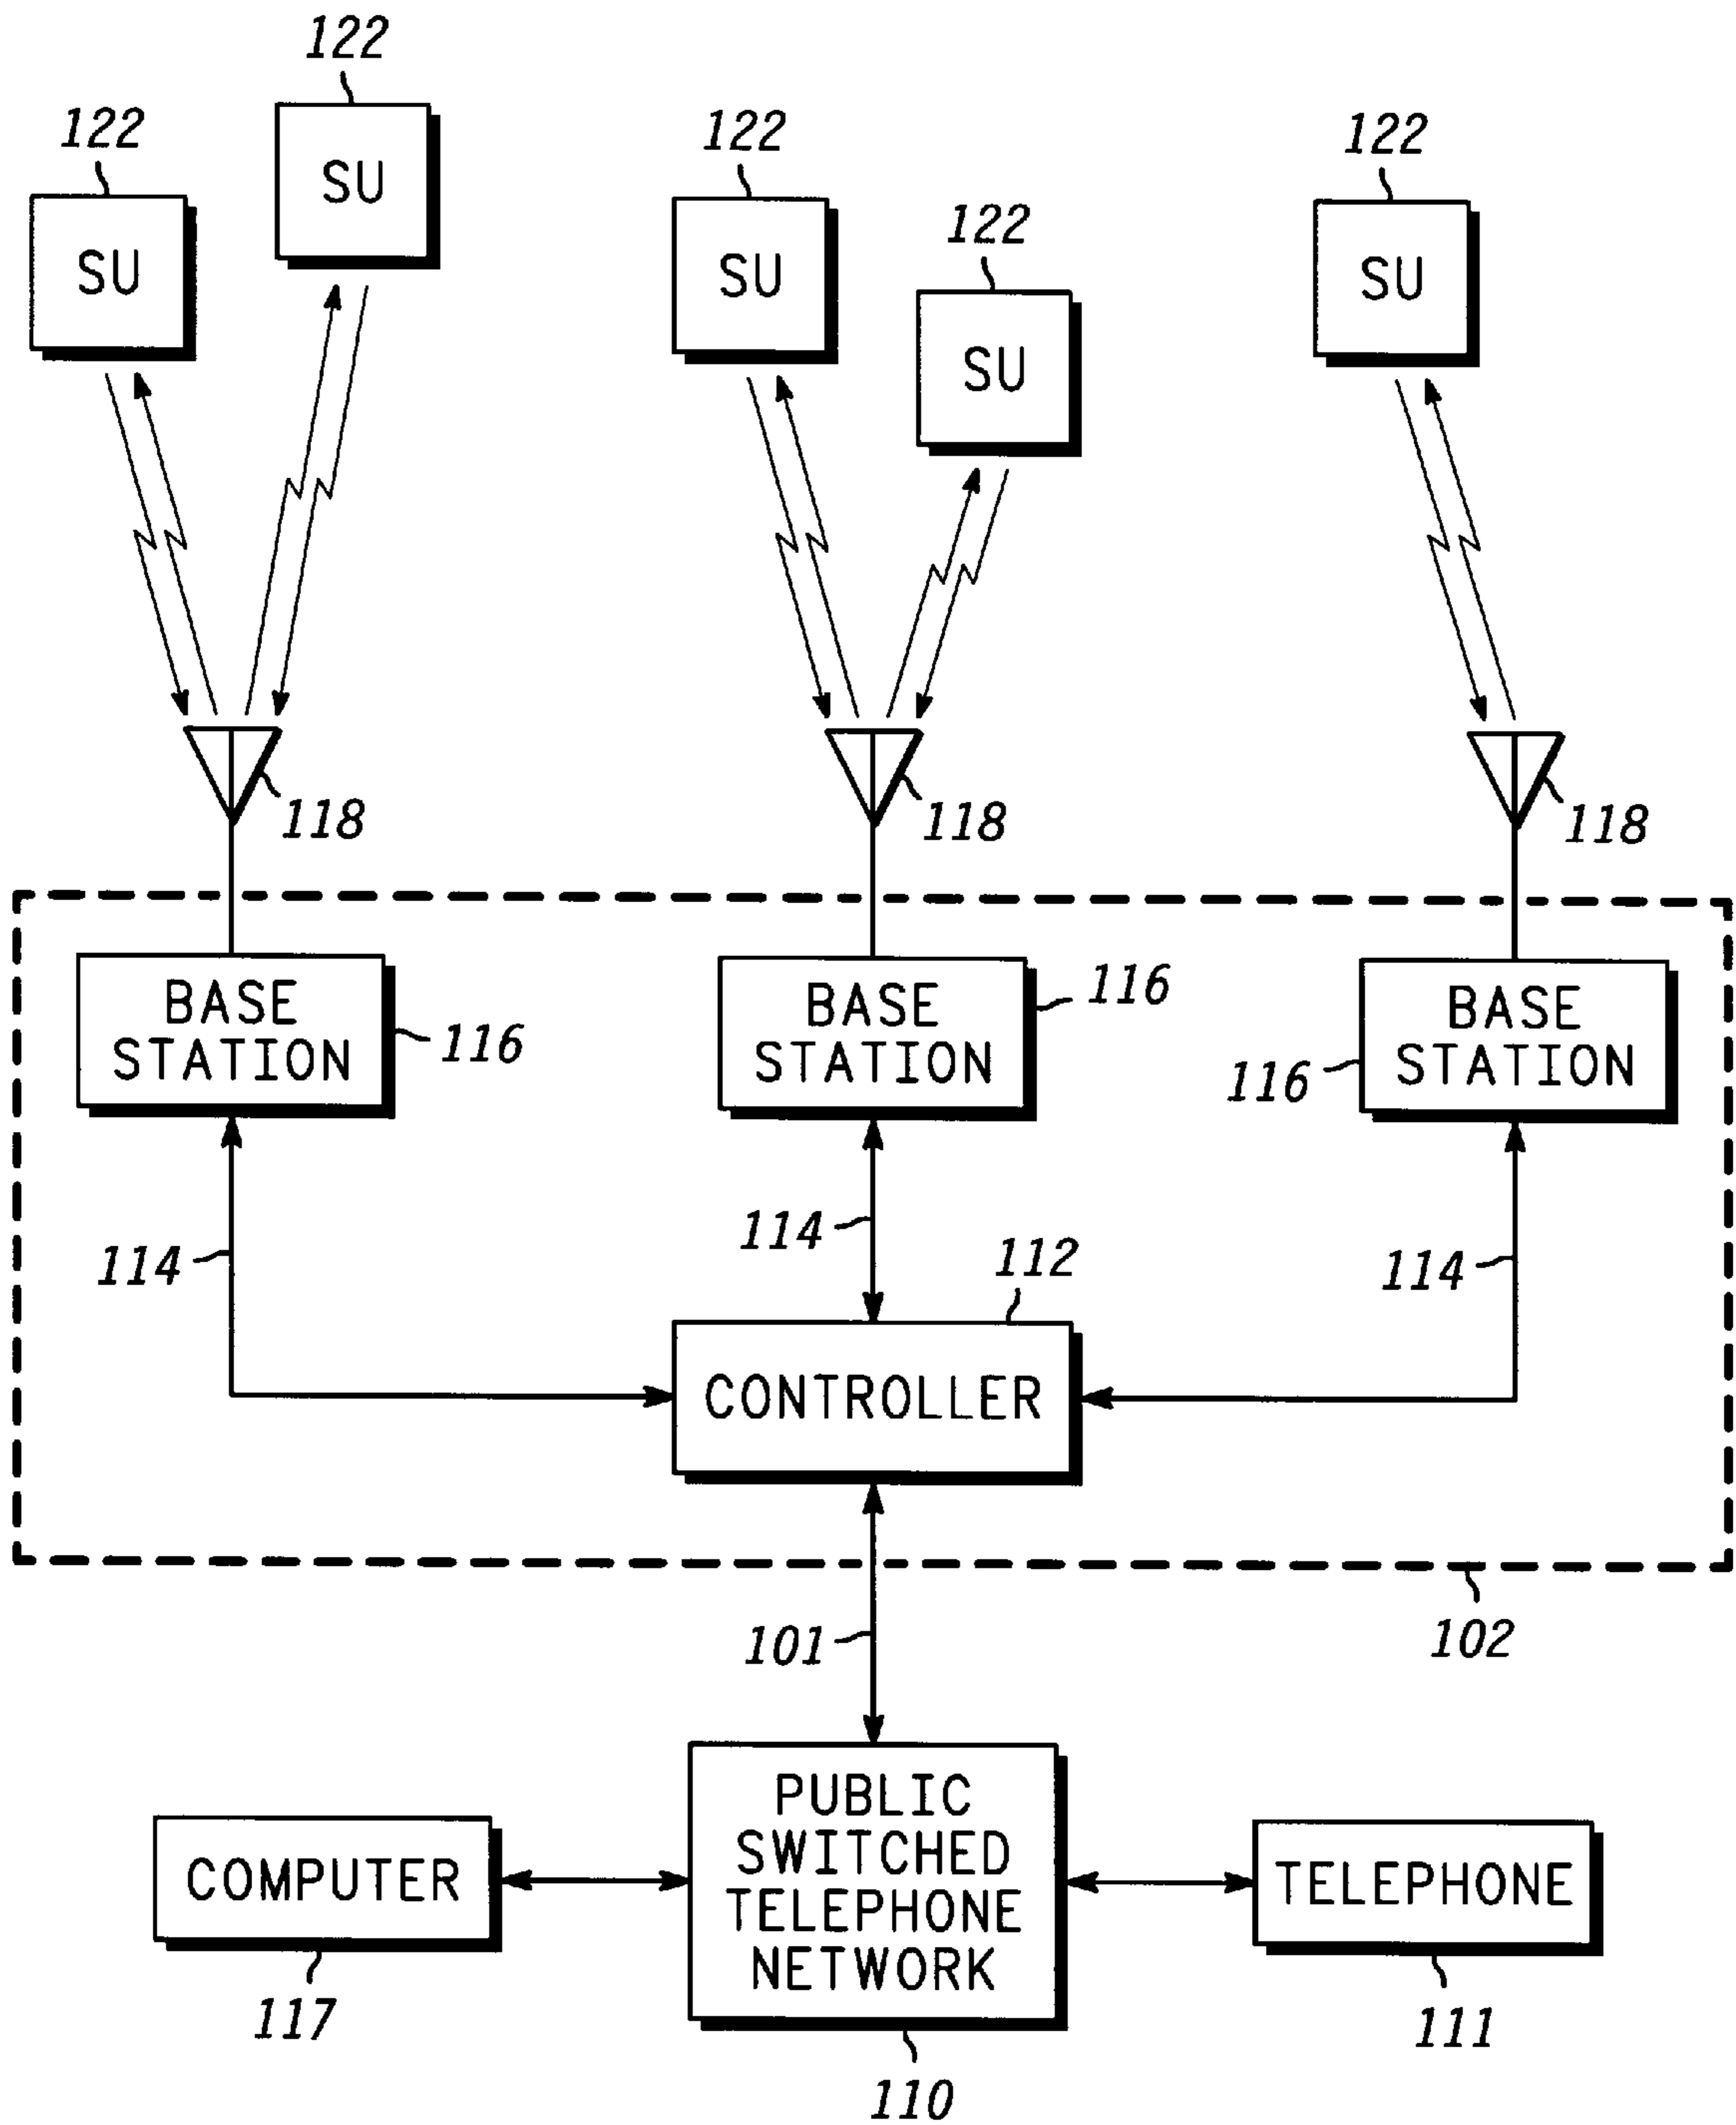 122
122
SU
SU
122
122
SU
SU
122
SU
118
118
118
BASE
STATION
116
BASE
STATION
116
BASE
STATION
116
114
114
114
112
CONTROLLER
101
102
PUBLIC
SWITCHED
TELEPHONE
NETWORK
COMPUTER
TELEPHONE
117
111
110